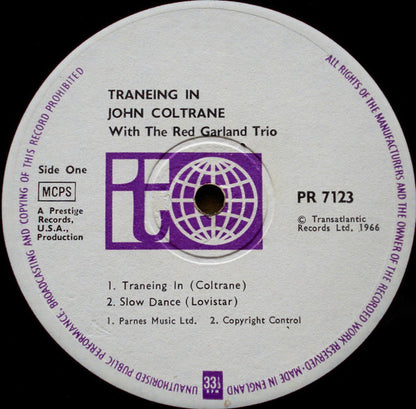 TRANEING IN
JOHN COLTRANE
With The Red Garland Trio
Side One
MCPS
A Prestige
Records,
U.S.A.,
Production
it
PR 7123
© Transatlantic
Records Ltd, 1966
1. Traneing In (Coltrane)
2. Slow Dance (Lovistar)
1. Parnes Music Ltd. 2. Copyright Control
33⅓
RPM
ALL RIGHTS OF THE MANUFACTURERS AND THE OWNER OF THE RECORDED WORK RESERVED·MADE IN ENGLAND
UNAUTHORISED PUBLIC PERFORMANCE, BROADCASTING AND COPYING OF THIS RECORD PROHIBITED